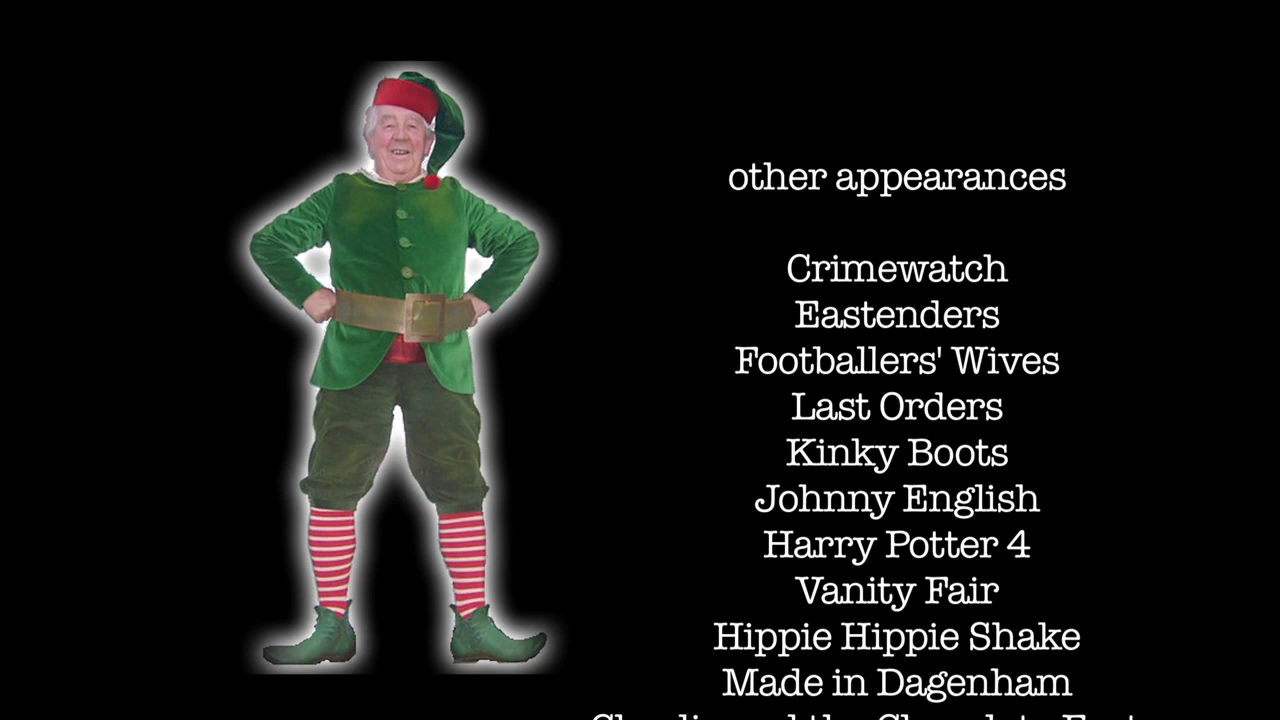 other appearances
Crimewatch
Eastenders
Footballers' Wives
Last Orders
Kinky Boots
Johnny English
Harry Potter 4
Vanity Fair
Hippie Hippie Shake
Made in Dagenham